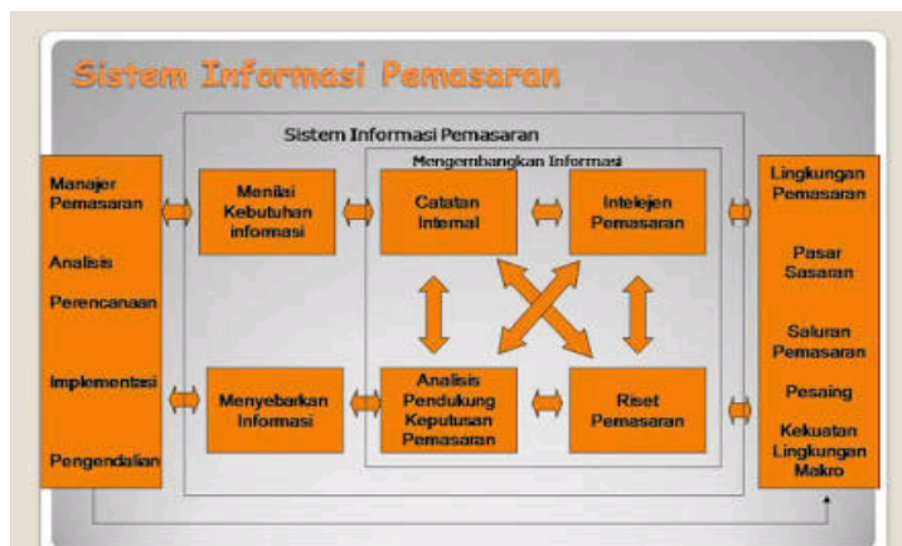 Sistem Informasi Pemasaran
Sistem Informasi Pemasaran
Mengembangkan Informasi
Manajer
Pemasaran
Analisis
Perencanaan
Implementasi
Pengendalian
Menilai
Kebutuhan
informasi
Catatan
Internal
Intelejen
Pemasaran
Menyebarkan
Informasi
Analisis
Pendukung
Keputusan
Pemasaran
Riset
Pemasaran
Lingkungan
Pemasaran
Pasar
Sasaran
Saluran
Pemasaran
Pesaing
Kekuatan
Lingkungan
Makro